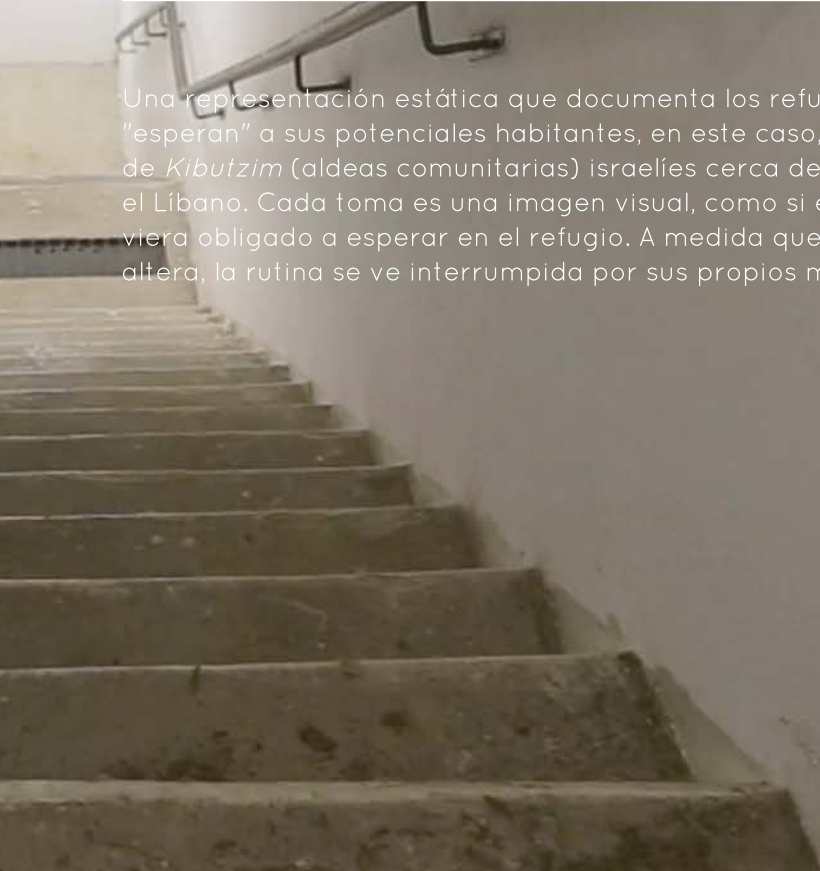 Una representación estática que documenta los refu
"esperan" a sus potenciales habitantes, en este caso,
de Kibutzim (aldeas comunitarias) israelíes cerca de
el Líbano. Cada toma es una imagen visual, como si e
viera obligado a esperar en el refugio. A medida que
altera, la rutina se ve interrumpida por sus propios m